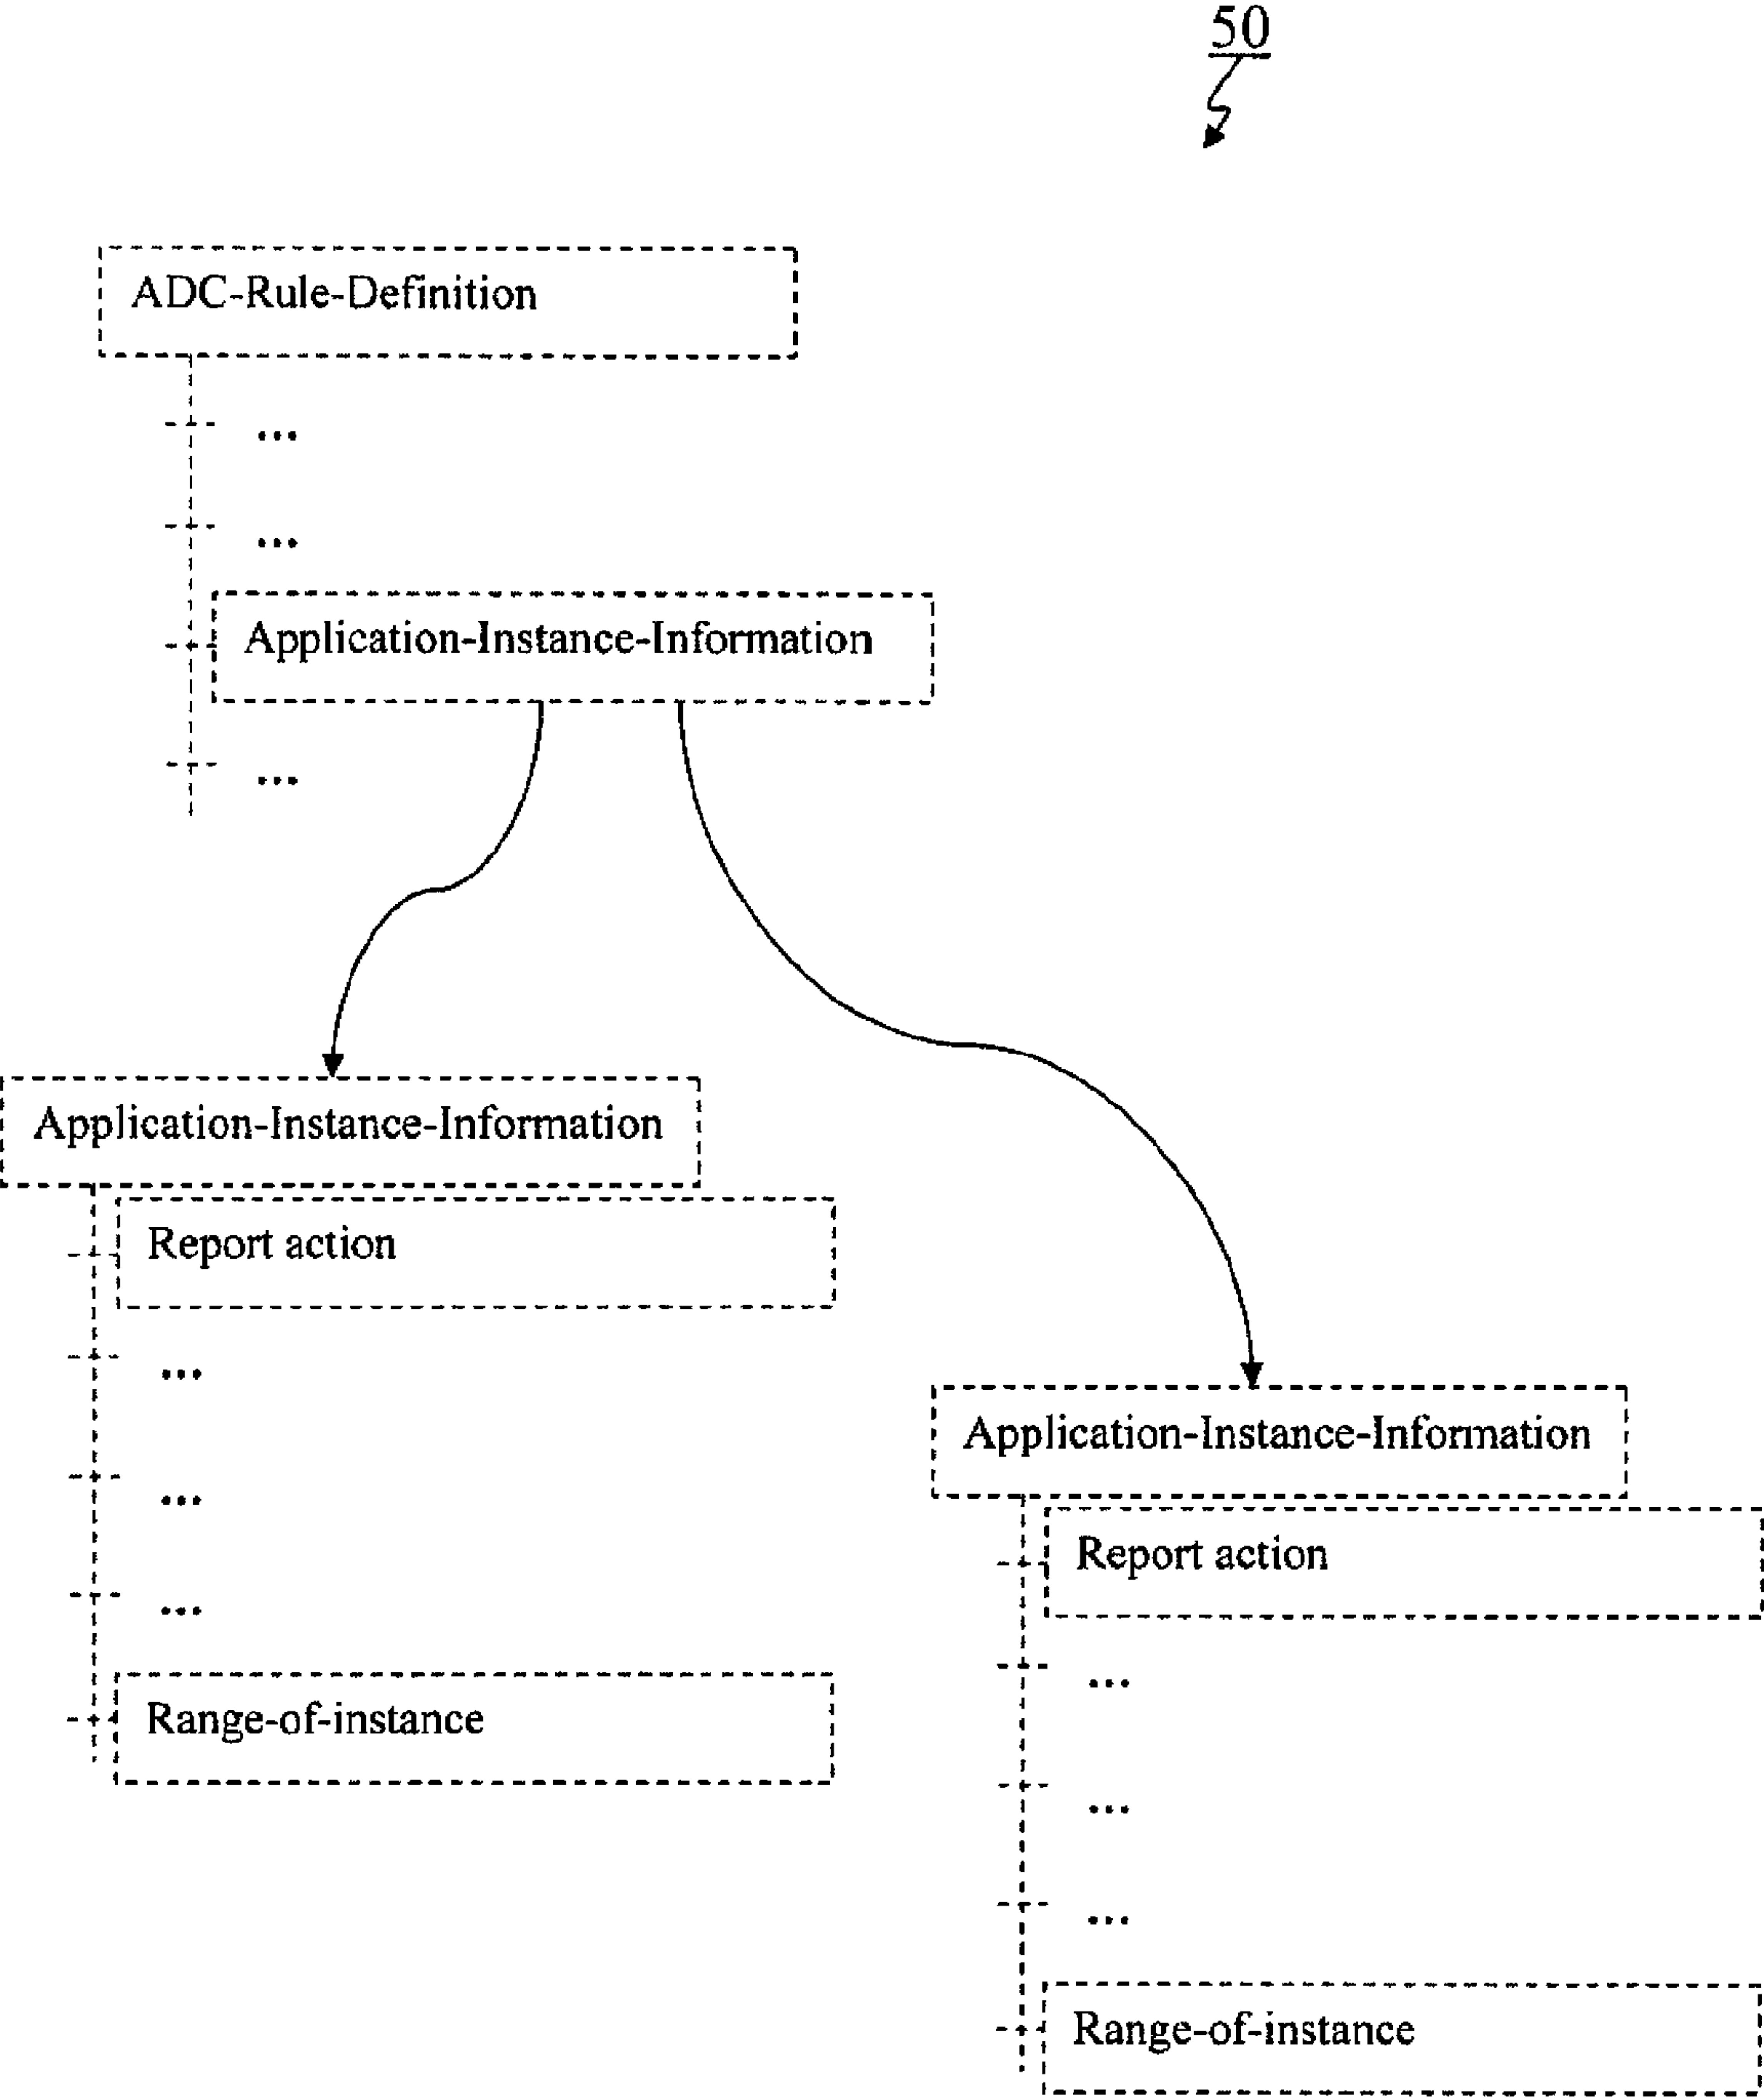 50
ADC-Rule-Definition
...
...
Application-Instance-Information
...
Application-Instance-Information
Report action
...
...
...
Range-of-instance
Application-Instance-Information
Report action
...
...
...
Range-of-instance